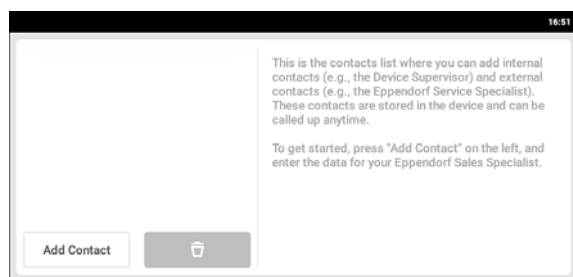 16:51
This is the contacts list where you can add internal
contacts (e.g., the Device Supervisor) and external
contacts (e.g., the Eppendorf Service Specialist).
These contacts are stored in the device and can be
called up anytime.
To get started, press "Add Contact" on the left, and
enter the data for your Eppendorf Sales Specialist.
Add Contact